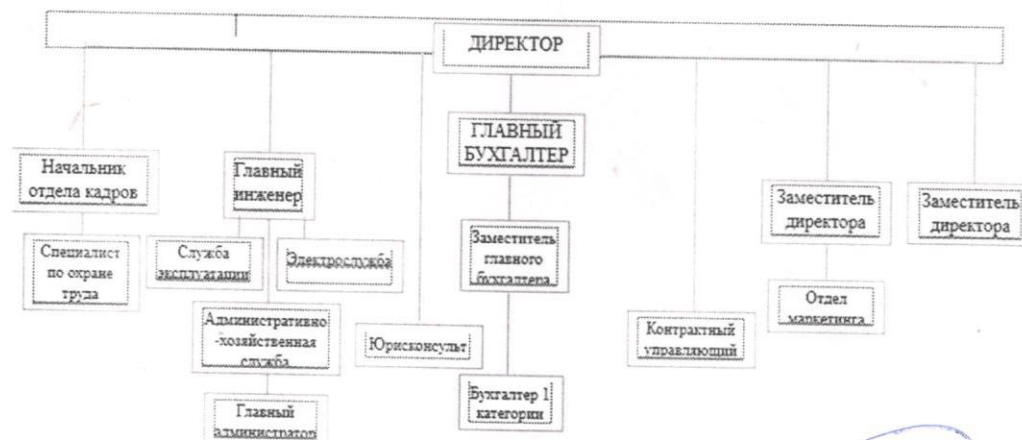 ДИРЕКТОР
ГЛАВНЫЙ
БУХГАЛТЕР
Начальник
отдела кадров
Главный
инженер
Заместитель
директора
Заместитель
директора
Специалист
по охране
труда
Служба
эксплуатации
Электрослужба
Заместитель
главного
бухгалтера
Отдел
маркетинга
Административно
-хозяйственная
служба
Юрисконсульт
Контрактный
управляющий
Бухгалтер 1
категории
Главный
администратор